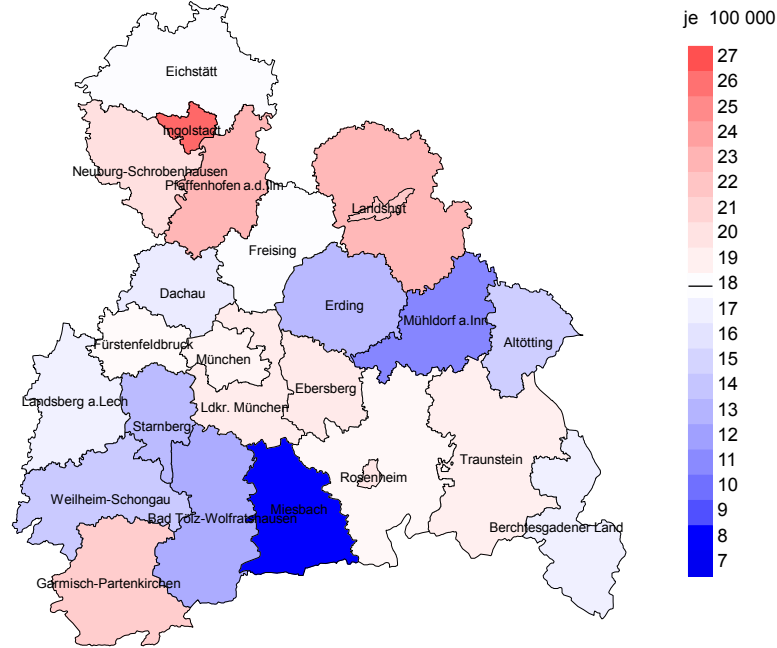 je 100 000
27
26
25
24
23
22
21
20
19
18
17
16
15
14
13
12
11
10
9
8
7
Eichstätt
Ingolstadt
Neuburg-Schrobenhausen
Pfaffenhofen a.d.Ilm
Landshut
Freising
Dachau
Erding
Mühldorf a.Inn
Altötting
Fürstenfeldbruck
München
Ebersberg
Landsberg a.Lech
Ldkr. München
Starnberg
Traunstein
Rosenheim
Weilheim-Schongau
Miesbach
Bad Tölz-Wolfratshausen
Berchtesgadener Land
Garmisch-Partenkirchen